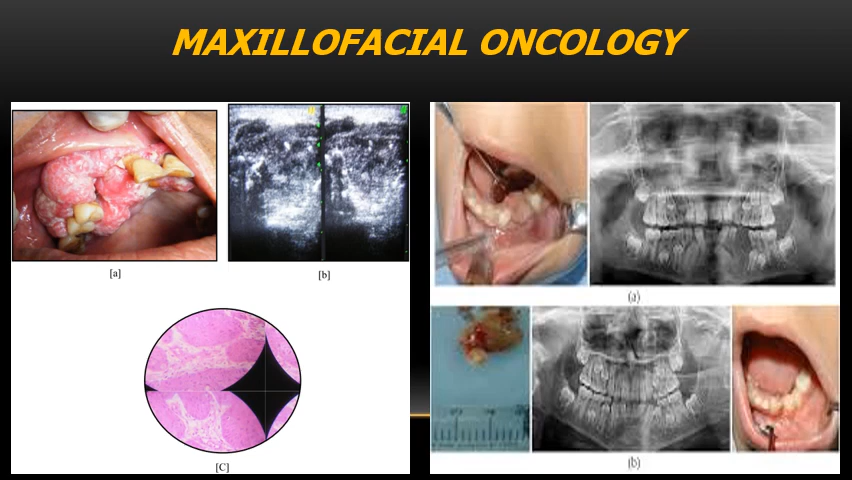 MAXILLOFACIAL ONCOLOGY
[a]
[b]
[C]
(a)
(b)